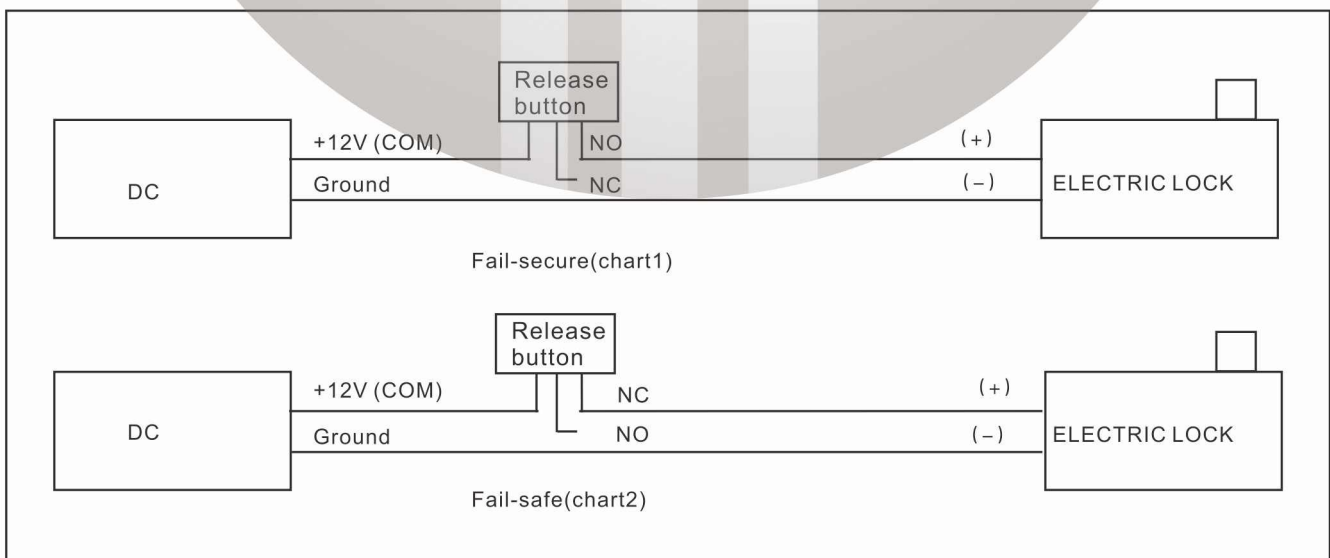 Release
button
+12V (COM)
NO
(+)
DC
Ground
NC
(-)
ELECTRIC LOCK
Fail-secure(chart1)
Release
button
+12V (COM)
NC
(+)
DC
Ground
NO
(-)
ELECTRIC LOCK
Fail-safe(chart2)